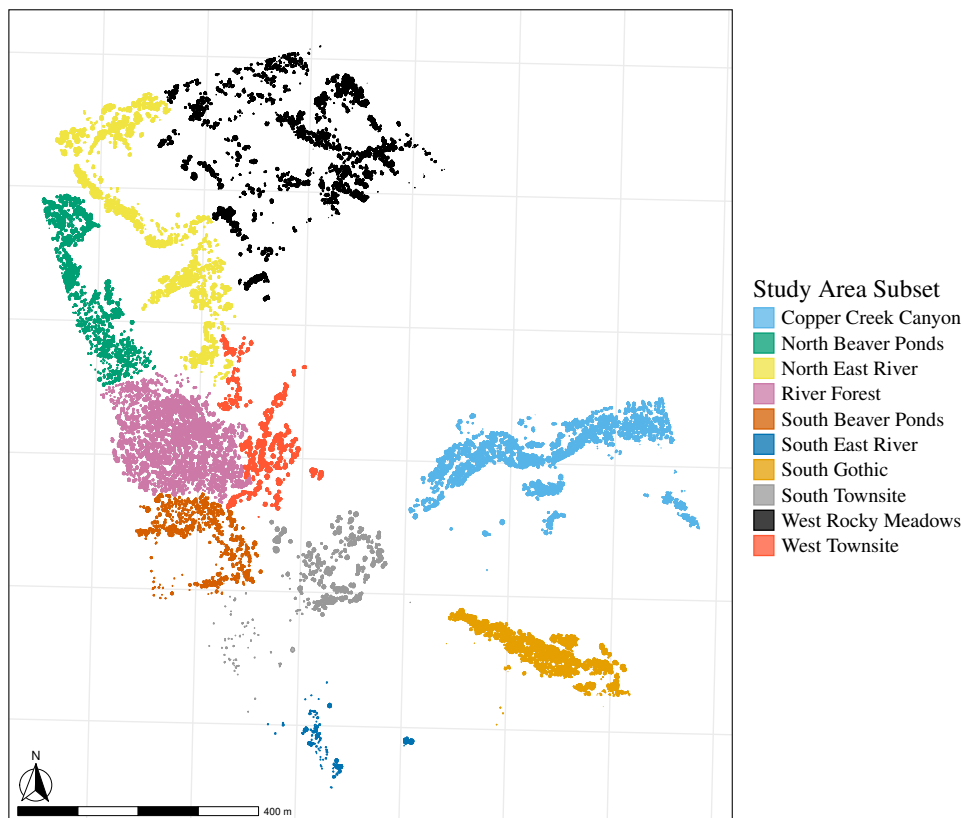 Study Area Subset
Copper Creek Canyon
North Beaver Ponds
North East River
River Forest
South Beaver Ponds
South East River
South Gothic
South Townsite
West Rocky Meadows
West Townsite
N
400 m